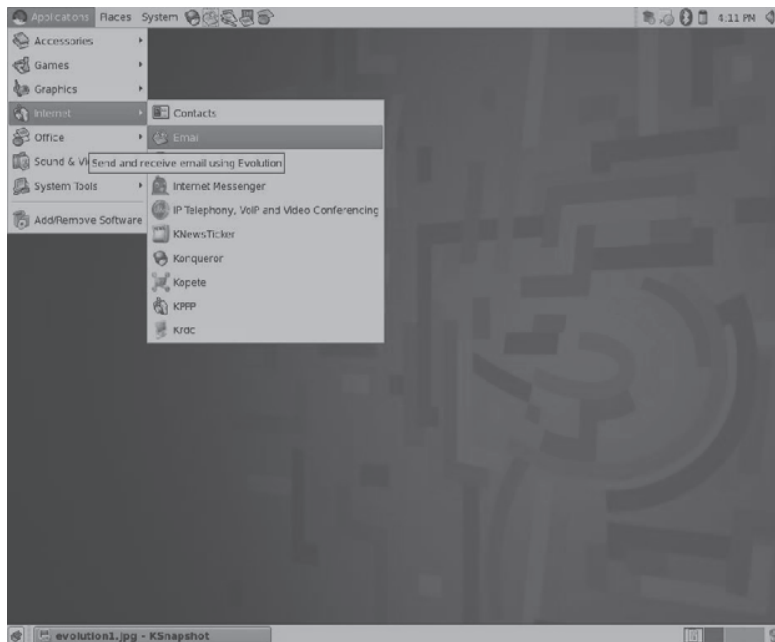 Applications Places System
4:11 PM
Accessories
Games
Graphics
Internet
Office
Sound & Vi
System Tools
Add/Remove Software
Contacts
Email
Send and receive email using Evolution
Internet Messenger
IP Telephony, VoIP and Video Conferencing
KNewsTicker
Konqueror
Kopete
KPPP
Krdc
evolution1.jpg - KSnapshot